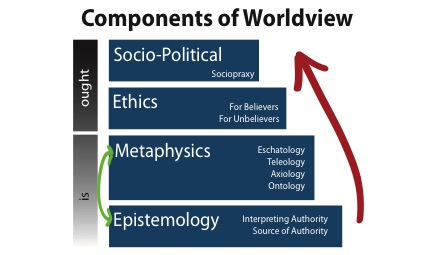 Components of Worldview
ought
Socio-Political
Sociopraxy
Ethics
For Believers
For Unbelievers
is
Metaphysics
Eschatology
Teleology
Axiology
Ontology
Epistemology
Interpreting Authority
Source of Authority